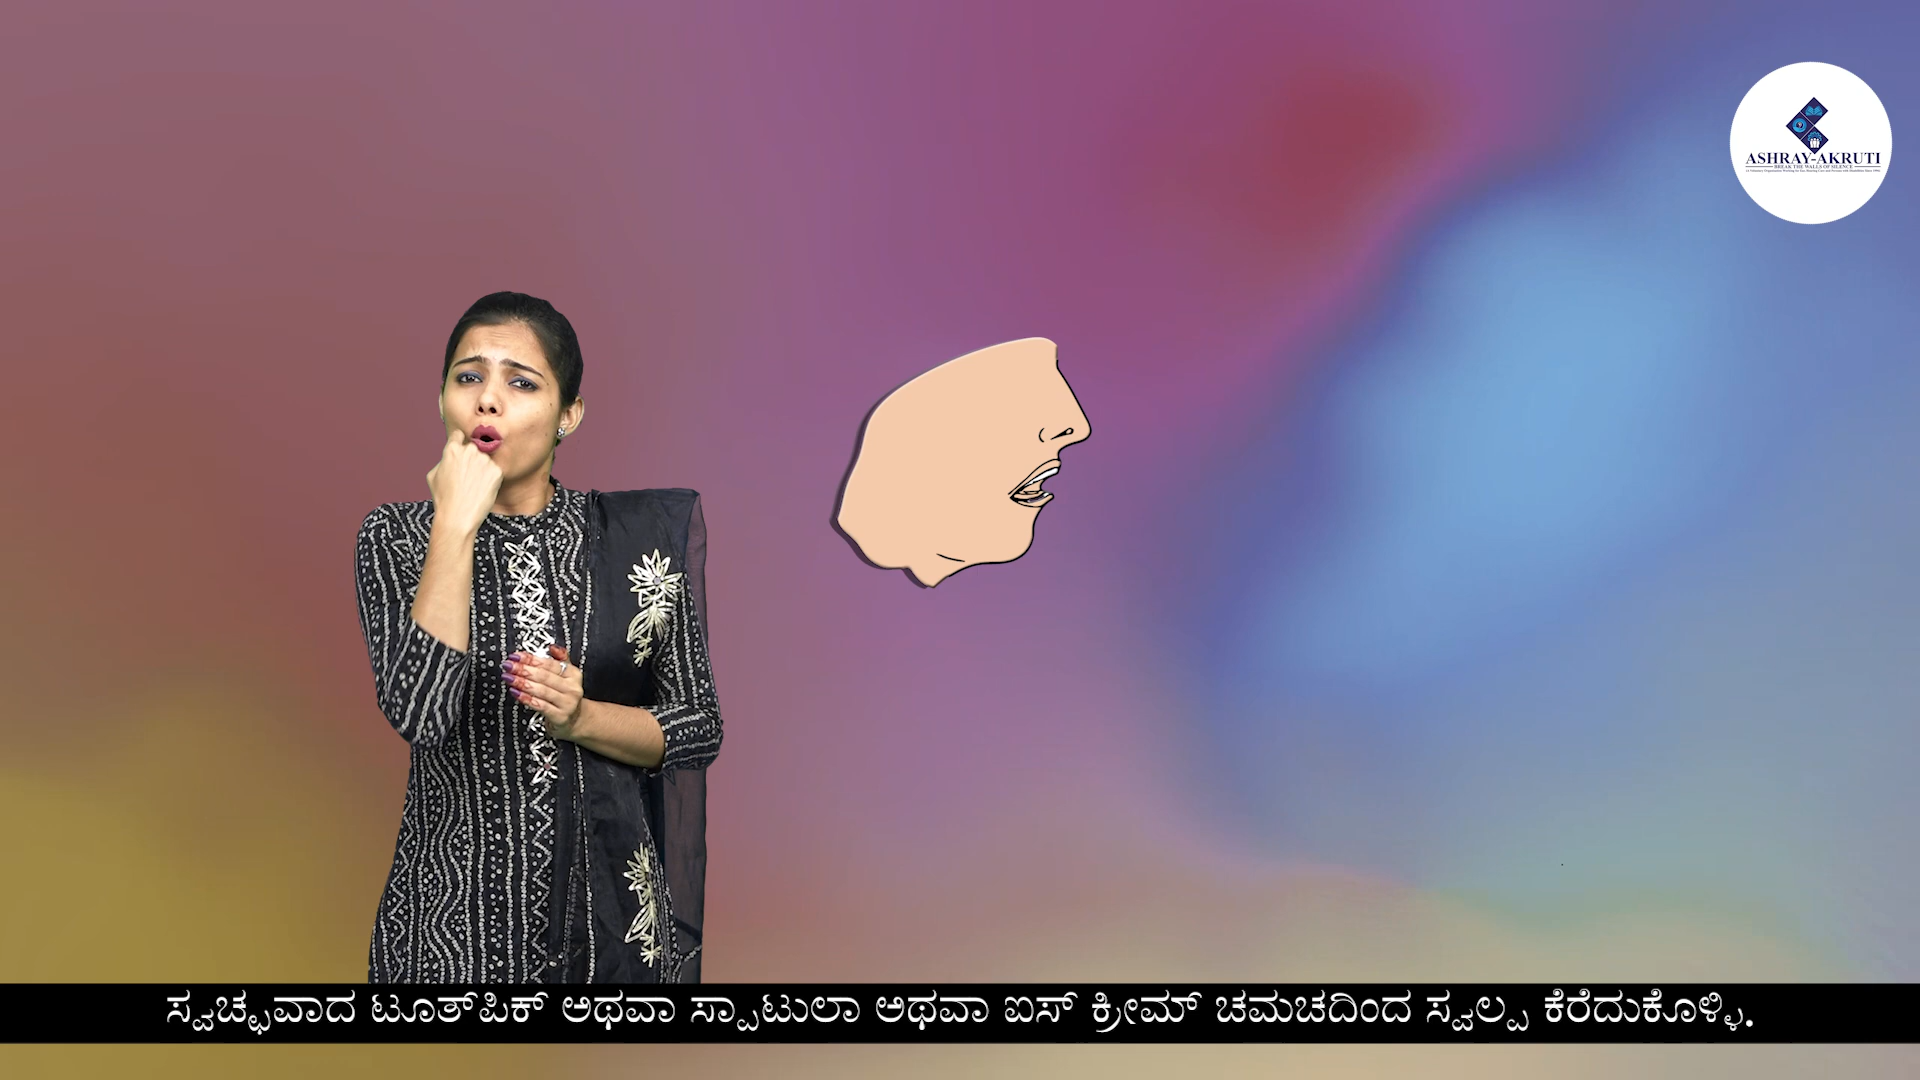 ASHRAY-AKRUTI
BREAK THE WALLS OF SILENCE
ಸ್ವಚ್ಛವಾದ ಟೂತ್‌ಪಿಕ್ ಅಥವಾ ಸ್ಪಾಟುಲಾ ಅಥವಾ ಐಸ್ ಕ್ರೀಮ್ ಚಮಚದಿಂದ ಸ್ವಲ್ಪ ಕೆರೆದುಕೊಳ್ಳಿ.